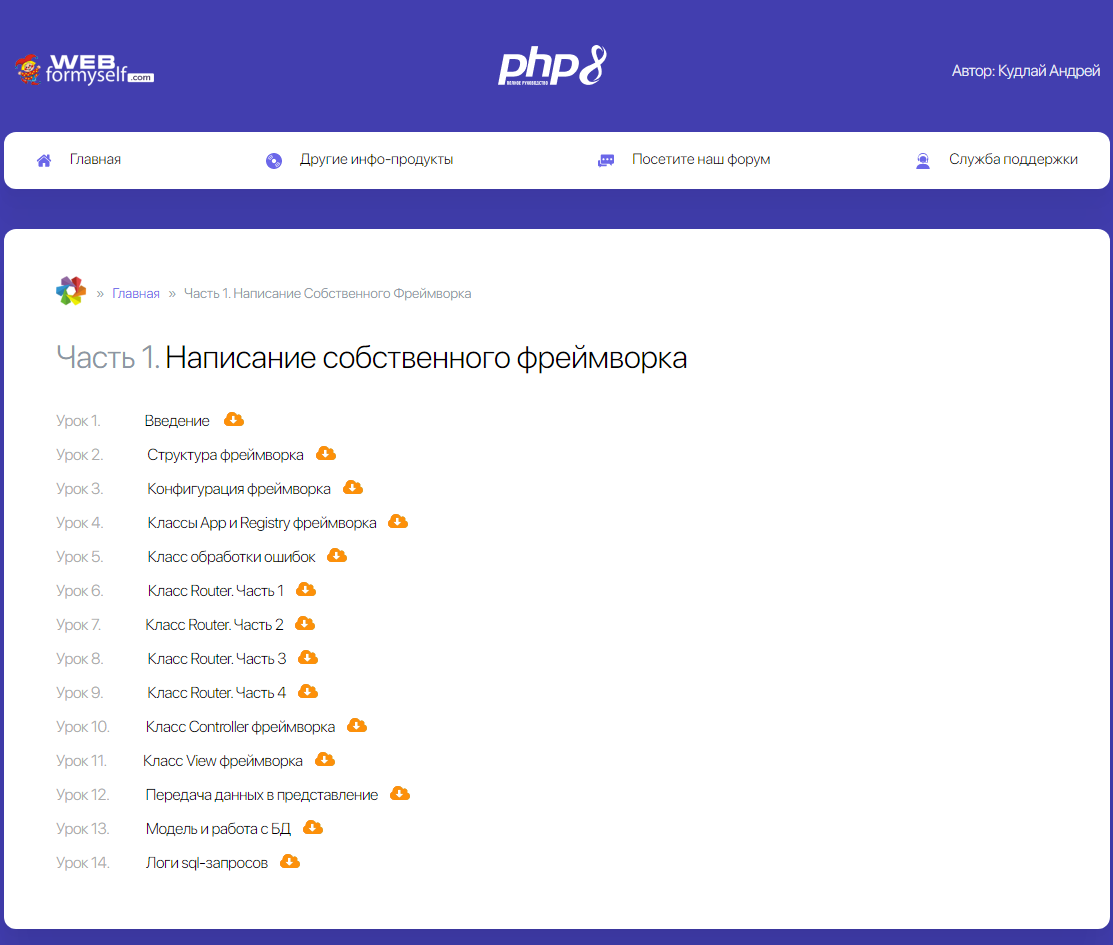 WEB
formyself.com
php8
ПОЛНОЕ РУКОВОДСТВО
Автор: Кудлай Андрей
Главная
Другие инфо-продукты
Посетите наш форум
Служба поддержки
» Главная » Часть 1. Написание Собственного Фреймворка
Часть 1. Написание собственного фреймворка
Урок 1. Введение
Урок 2. Структура фреймворка
Урок 3. Конфигурация фреймворка
Урок 4. Классы App и Registry фреймворка
Урок 5. Класс обработки ошибок
Урок 6. Класс Router. Часть 1
Урок 7. Класс Router. Часть 2
Урок 8. Класс Router. Часть 3
Урок 9. Класс Router. Часть 4
Урок 10. Класс Controller фреймворка
Урок 11. Класс View фреймворка
Урок 12. Передача данных в представление
Урок 13. Модель и работа с БД
Урок 14. Логи sql-запросов